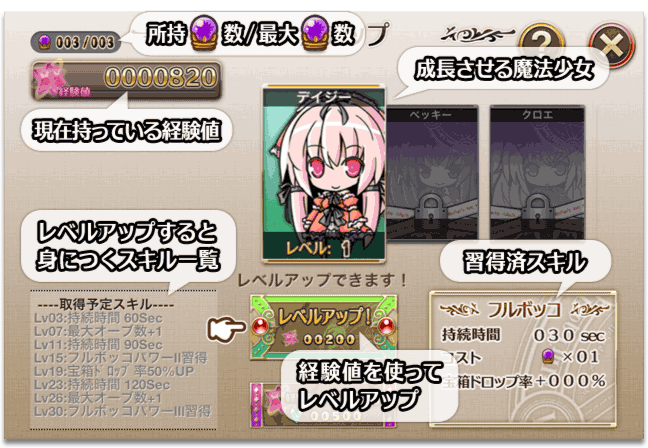 003/003
所持 数/最大 数
プ
?
経験値 0000820
現在持っている経験値
成長させる魔法少女
デイジー
ベッキー
クロエ
レベル: 1
レベルアップすると
身につくスキル一覧
レベルアップできます!
習得済スキル
----取得予定スキル----
Lv03:持続時間 60Sec
Lv07:最大オーブ数+1
Lv11:持続時間 90Sec
Lv15:フルボッコパワーII習得
Lv19:宝箱ドロップ率50%UP
Lv23:持続時間 120Sec
Lv26:最大オーブ数+1
Lv30:フルボッコパワーIII習得
レベルアップ!
00200
経験値を使って
レベルアップ
00500
フルボッコ
持続時間 030 sec
コスト ×01
宝箱ドロップ率+000%